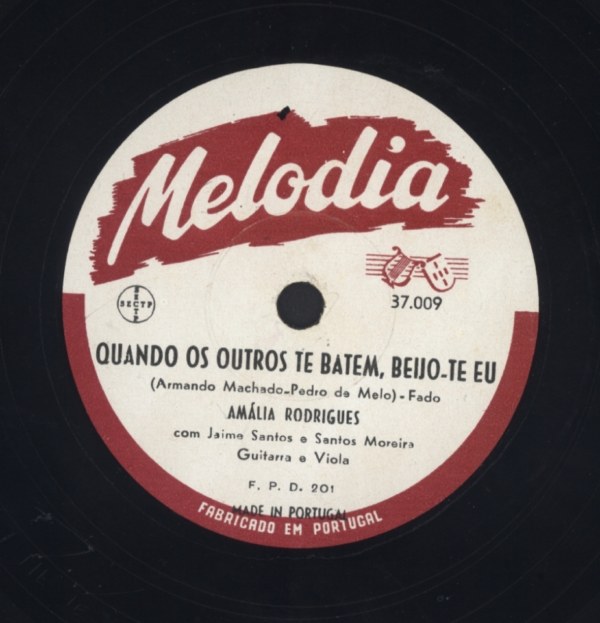 Melodia
SECTP
SECTP
37.009
QUANDO OS OUTROS TE BATEM, BEIJO-TE EU
(Armando Machado-Pedro de Melo) - Fado
AMÁLIA RODRIGUES
com Jaime Santos e Santos Moreira
Guitarra e Viola
F. P. D. 201
MADE IN PORTUGAL
FABRICADO EM PORTUGAL